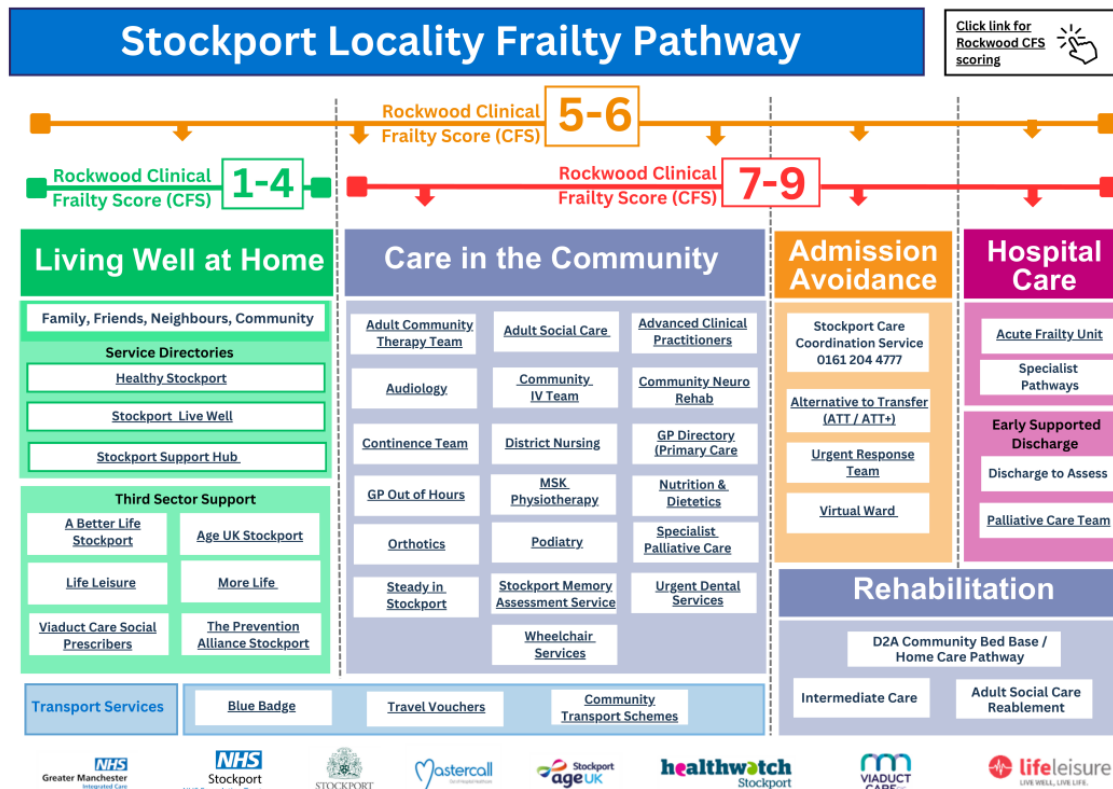 Stockport Locality Frailty Pathway
Click link for
Rockwood CFS
scoring
Rockwood Clinical
Frailty Score (CFS)
5-6
Rockwood Clinical
Frailty Score (CFS)
1-4
Rockwood Clinical
Frailty Score (CFS)
7-9
Living Well at Home
Family, Friends, Neighbours, Community
Service Directories
Healthy Stockport
Stockport Live Well
Stockport Support Hub
Third Sector Support
A Better Life
Stockport
Age UK Stockport
Life Leisure
More Life
Viaduct Care Social
Prescribers
The Prevention
Alliance Stockport
Care in the Community
Adult Community
Therapy Team
Adult Social Care
Advanced Clinical
Practitioners
Audiology
Community
IV Team
Community Neuro
Rehab
Continence Team
District Nursing
GP Directory
(Primary Care
GP Out of Hours
MSK
Physiotherapy
Nutrition &
Dietetics
Orthotics
Podiatry
Specialist
Palliative Care
Steady in
Stockport
Stockport Memory
Assessment Service
Urgent Dental
Services
Wheelchair
Services
Admission
Avoidance
Stockport Care
Coordination Service
0161 204 4777
Alternative to Transfer
(ATT / ATT+)
Urgent Response
Team
Virtual Ward
Hospital
Care
Acute Frailty Unit
Specialist
Pathways
Early Supported
Discharge
Discharge to Assess
Palliative Care Team
Rehabilitation
D2A Community Bed Base /
Home Care Pathway
Intermediate Care
Adult Social Care
Reablement
Transport Services
Blue Badge
Travel Vouchers
Community
Transport Schemes
NHS
Greater Manchester
Integrated Care
NHS
Stockport
STOCKPORT
Mastercall
Stockport
age UK
healthwatch
Stockport
VIADUCT
CARE
lifeleisure
LIVE WELL, LIVE LIFE.